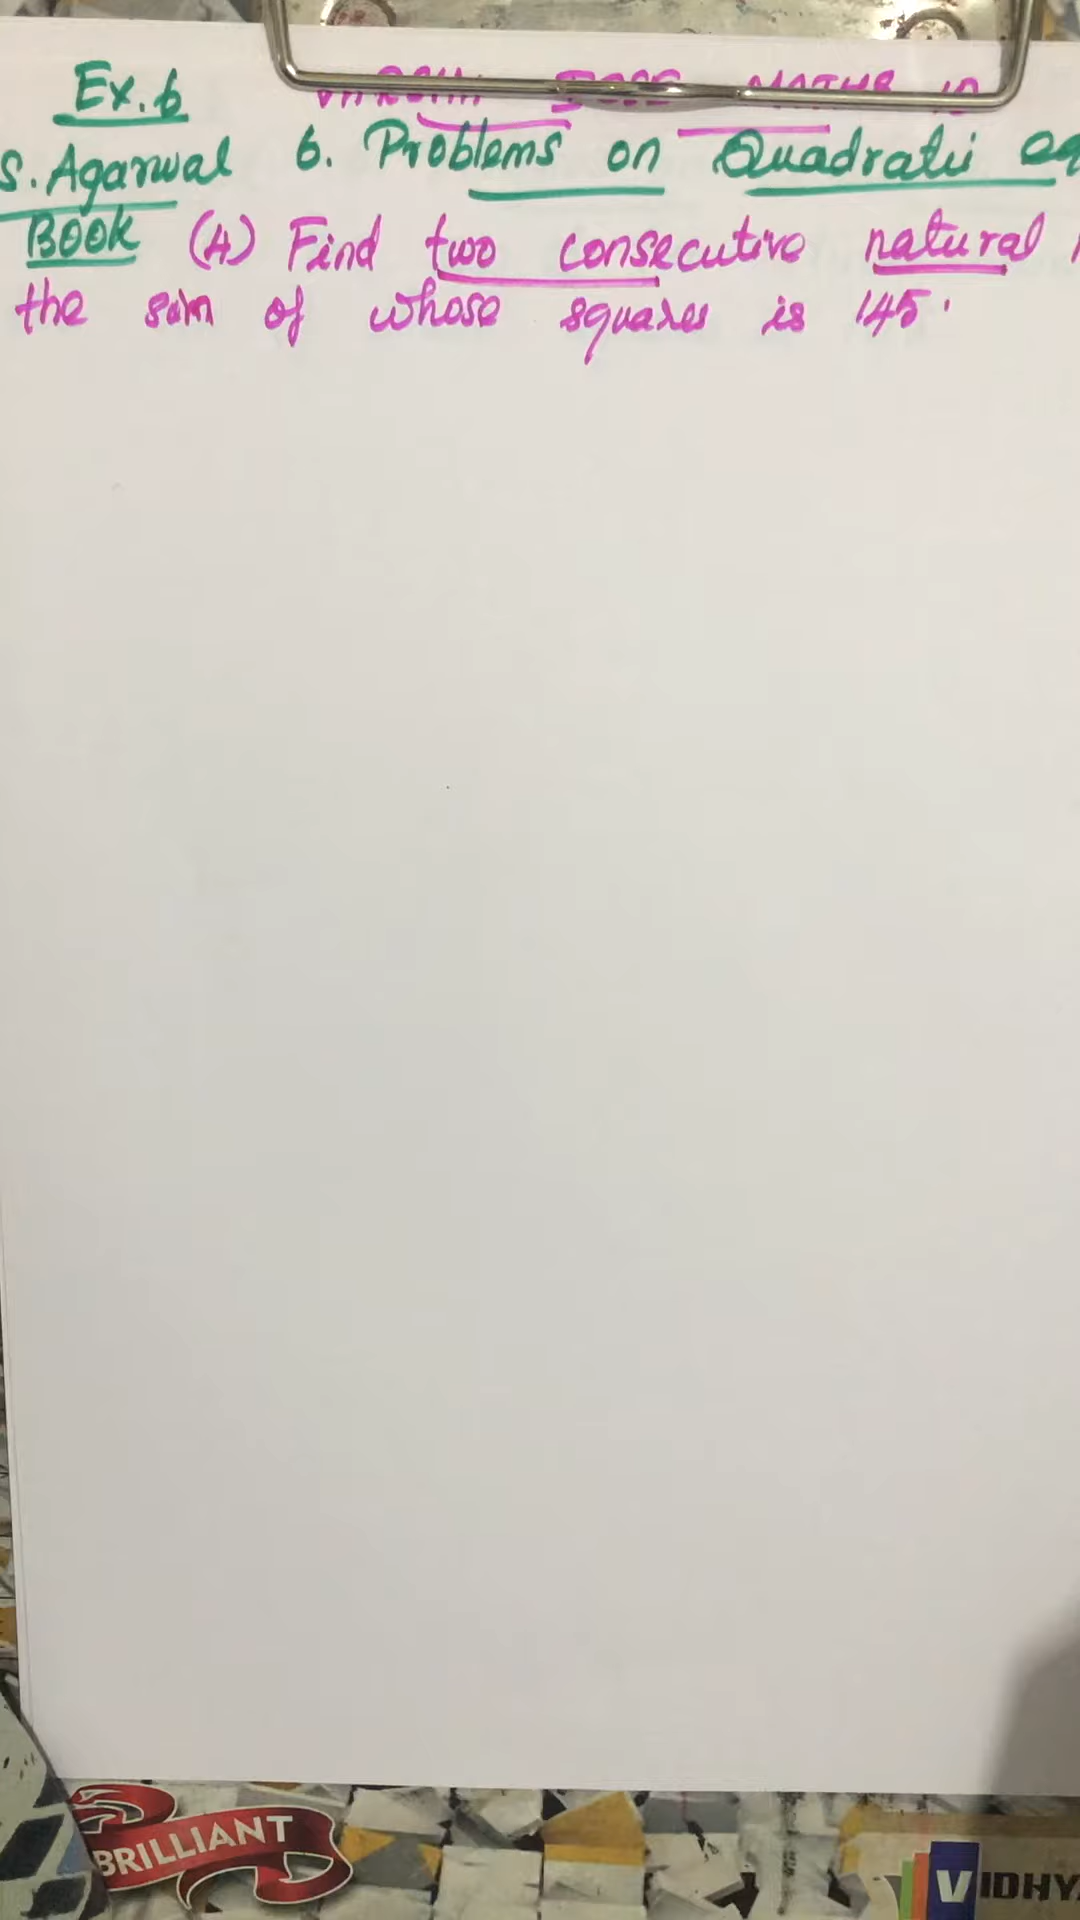 Ex.6
S. Agarwal 6. Problems on Quadratic
Book (4) Find two consecutive natural
the sum of whose squares is 145.
BRILLIANT
VIDHY